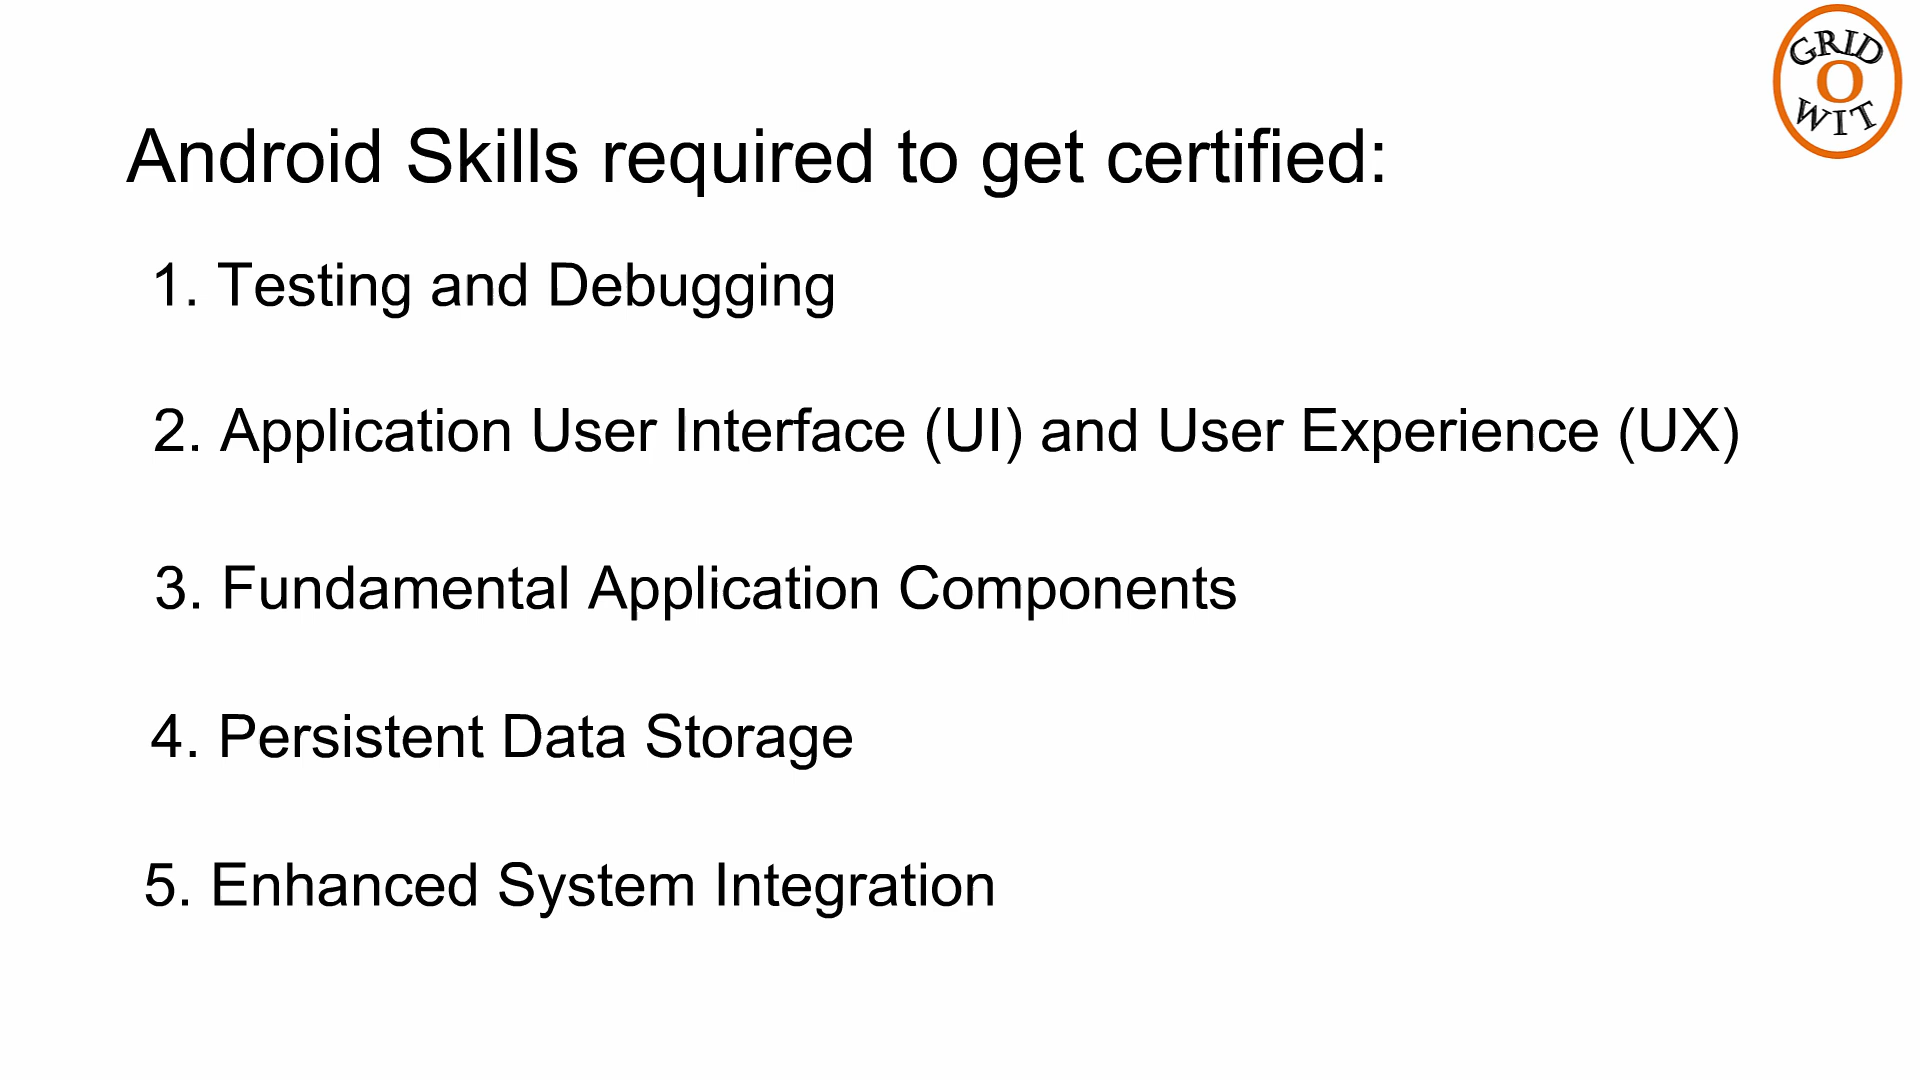 GRID
O
WIT
Android Skills required to get certified:
1. Testing and Debugging
2. Application User Interface (UI) and User Experience (UX)
3. Fundamental Application Components
4. Persistent Data Storage
5. Enhanced System Integration